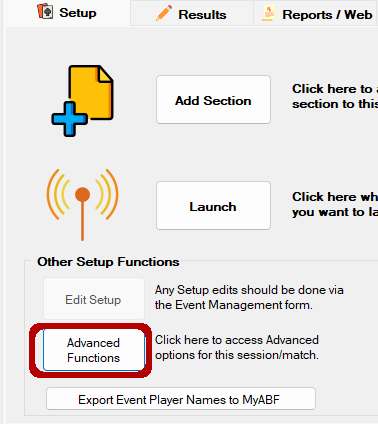 Setup
Results
Reports / Web
Add Section
Click here to
section to this
Launch
Click here
you want to
Other Setup Functions
Edit Setup
Any Setup edits should be done via
the Event Management form.
Advanced
Functions
Click here to access Advanced
options for this session/match.
Export Event Player Names to MyABF